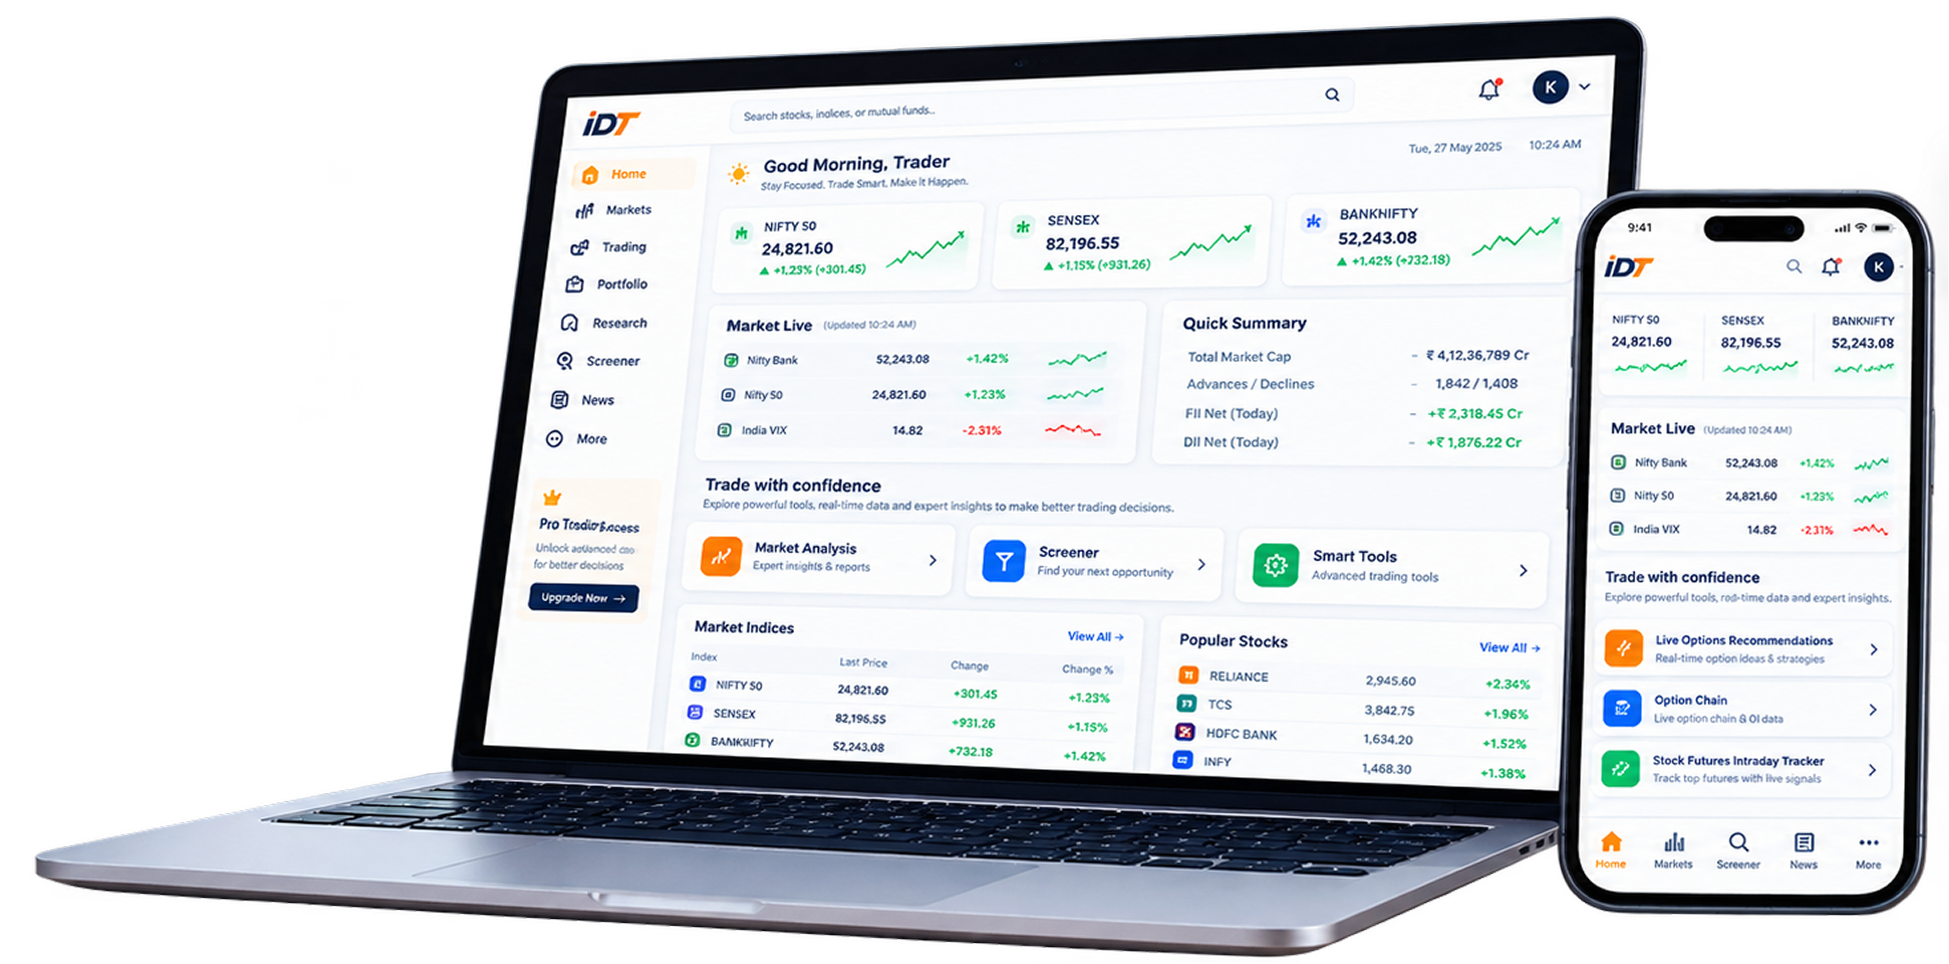 iDT
Search stocks, indices, or mutual funds..
K
Tue, 27 May 2025 10:24 AM
Home
Markets
Trading
Portfolio
Research
Screener
News
More
Pro
Unlock
for better decisions
Upgrade Now →
Good Morning, Trader
Stay Focused. Trade Smart. Make it Happen.
NIFTY 50
24,821.60
▲ +1.23% (+301.45)
SENSEX
82,196.55
▲ +1.15% (+931.26)
BANKNIFTY
52,243.08
▲ +1.42% (+732.18)
Market Live (Updated 10:24 AM)
Nifty Bank 52,243.08 +1.42%
Nifty 50 24,821.60 +1.23%
India VIX 14.82 -2.31%
Quick Summary
Total Market Cap - ₹ 4,12,36,789 Cr
Advances / Declines - 1,842 / 1,408
FII Net (Today) - +₹ 2,318.45 Cr
DII Net (Today) - +₹ 1,876.22 Cr
Trade with confidence
Explore powerful tools, real-time data and expert insights to make better trading decisions.
Market Analysis
Expert insights & reports
Screener
Find your next opportunity
Smart Tools
Advanced trading tools
Market Indices View All →
Index Last Price Change Change %
NIFTY 50 24,821.60 +301.45 +1.23%
SENSEX 82,196.55 +931.26 +1.15%
BANKNIFTY 52,243.08 +732.18 +1.42%
Popular Stocks View All →
RELIANCE 2,945.60 +2.34%
TCS 3,842.75 +1.96%
HDFC BANK 1,634.20 +1.52%
INFY 1,468.30 +1.38%
9:41
iDT
K
NIFTY 50 SENSEX BANKNIFTY
24,821.60 82,196.55 52,243.08
Market Live (Updated 10:24 AM)
Nifty Bank 52,243.08 +1.42%
Nifty 50 24,821.60 +1.23%
India VIX 14.82 -2.31%
Trade with confidence
Explore powerful tools, real-time data and expert insights.
Live Options Recommendations
Real-time option ideas & strategies
Option Chain
Live option chain & OI data
Stock Futures Intraday Tracker
Track top futures with live signals
Home Markets Screener News More